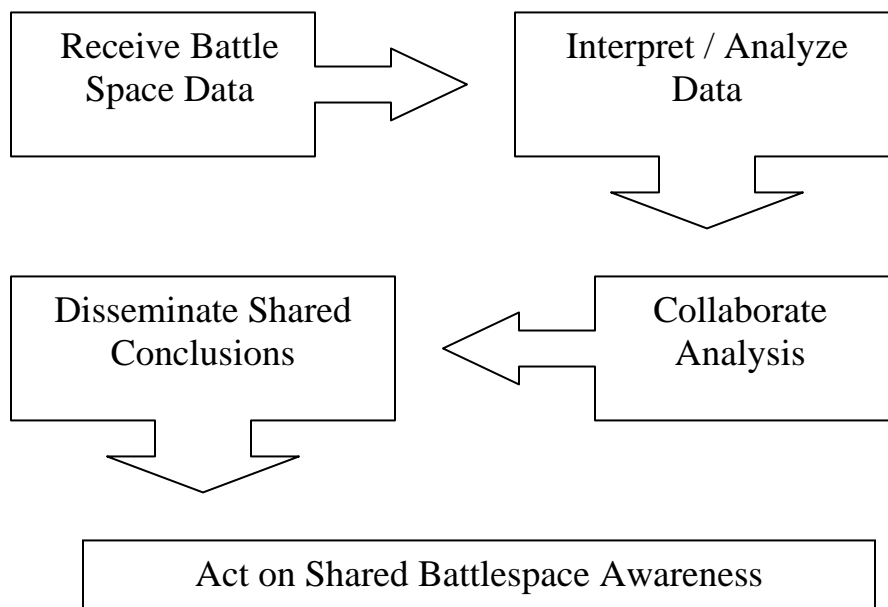 Receive Battle
Space Data
Interpret / Analyze
Data
Collaborate
Analysis
Disseminate Shared
Conclusions
Act on Shared Battlespace Awareness